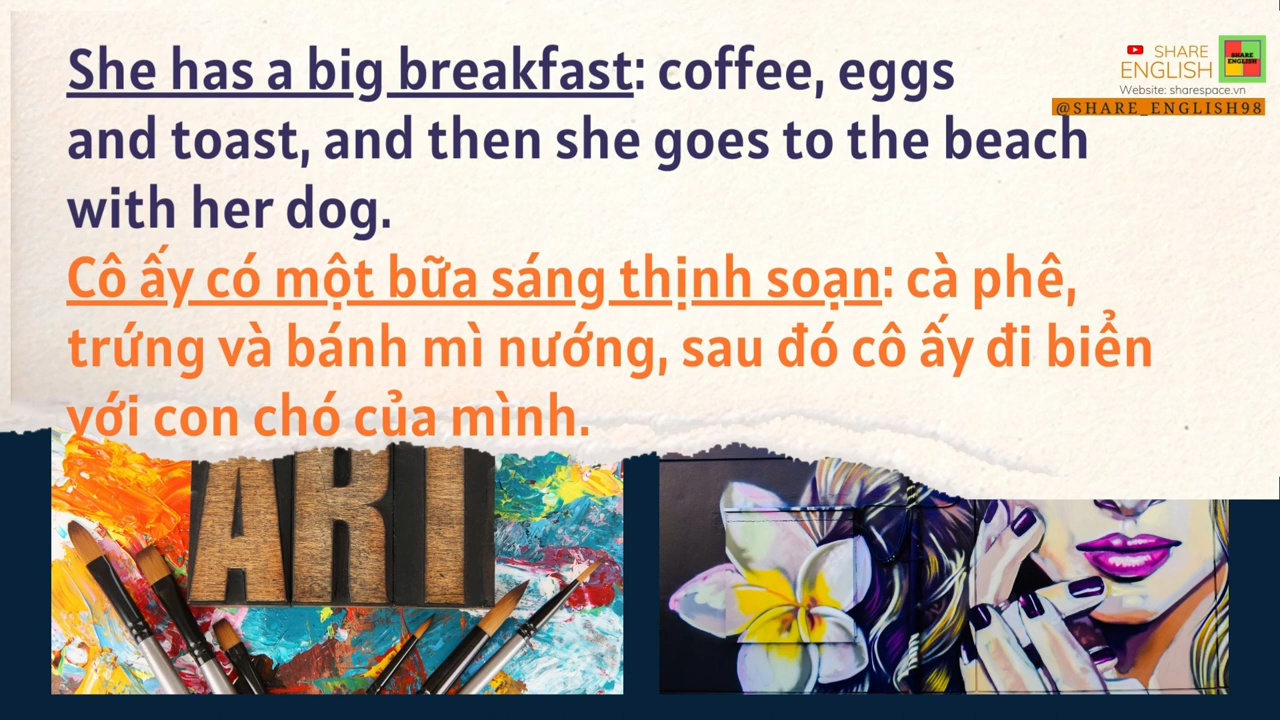 She has a big breakfast: coffee, eggs
and toast, and then she goes to the beach
with her dog.
Cô ấy có một bữa sáng thịnh soạn: cà phê,
trứng và bánh mì nướng, sau đó cô ấy đi biển
với con chó của mình.
SHARE
ENGLISH
SHARE
ENGLISH
Website: sharespace.vn
@SHARE_ENGLISH98
ART